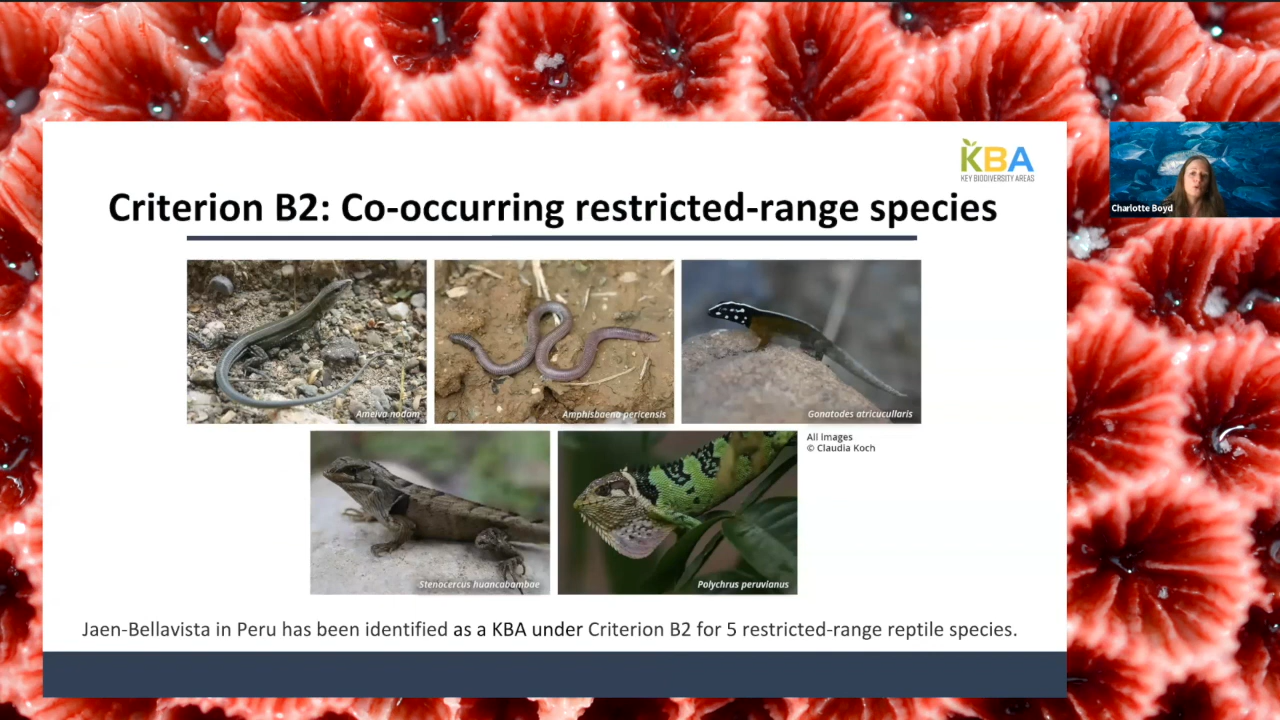 KBA
KEY BIODIVERSITY AREAS
Criterion B2: Co-occurring restricted-range species
Charlotte Boyd
Ameiva nodam
Amphisbaena pericensis
Gonatodes atricucullaris
All Images
© Claudia Koch
Stenocercus huancabambae
Polychrus peruvianus
Jaen-Bellavista in Peru has been identified as a KBA under Criterion B2 for 5 restricted-range reptile species.